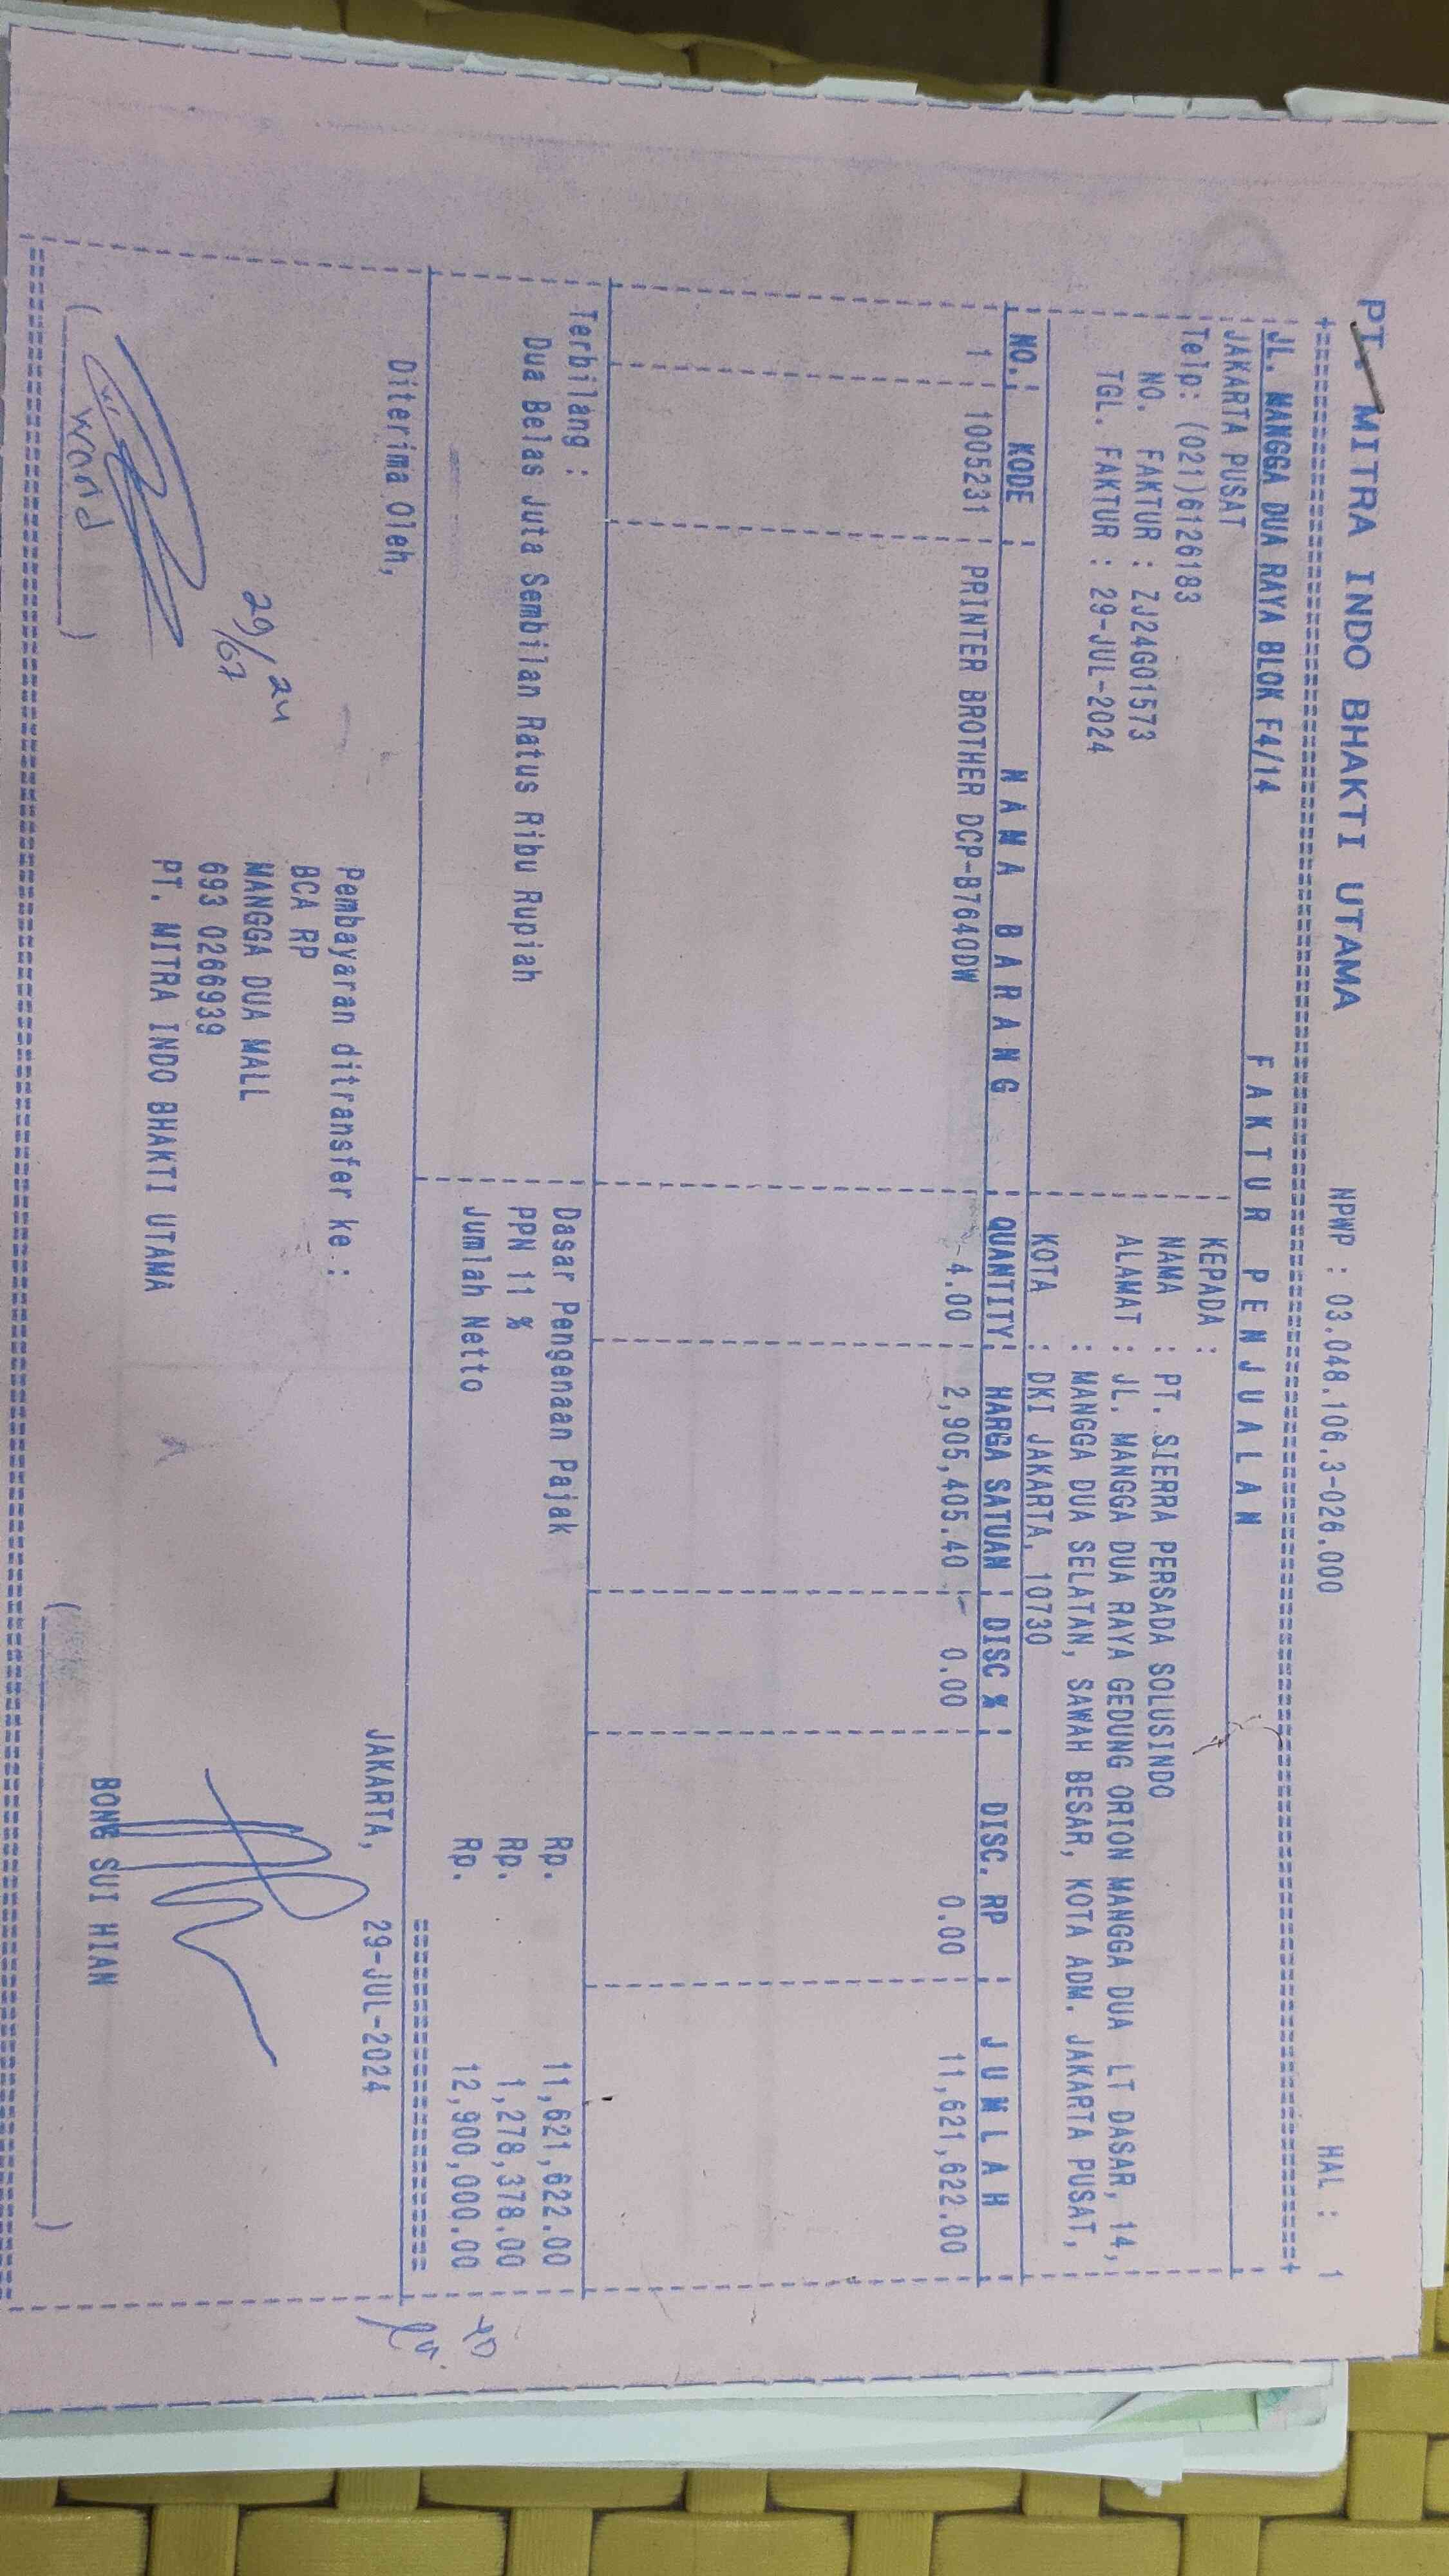 PT. MITRA INDO BHAKTI UTAMA NPWP : 03.048.106.3-026.000 HAL : 1
JL. MANGGA DUA RAYA BLOK F4/14 F A K T U R P E N J U A L A N
JAKARTA PUSAT KEPADA :
Telp: (021)6126183 NAMA : PT. SIERRA PERSADA SOLUSINDO
NO. FAKTUR : ZJ24G01573 ALAMAT : JL. MANGGA DUA RAYA GEDUNG ORION MANGGA DUA LT DASAR, 14,
TGL. FAKTUR : 29-JUL-2024 : MANGGA DUA SELATAN, SAWAH BESAR, KOTA ADM. JAKARTA PUSAT,
KOTA : DKI JAKARTA, 10730
NO. KODE N A M A B A R A N G QUANTITY HARGA SATUAN DISC % DISC. RP J U M L A H
1 1005231 PRINTER BROTHER DCP-B7640DW 4.00 2,905,405.40 0.00 0.00 11,621,622.00
Terbilang : Dasar Pengenaan Pajak Rp. 11,621,622.00
Dua Belas Juta Sembilan Ratus Ribu Rupiah PPN 11 % Rp. 1,278,378.00
Jumlah Netto Rp. 12,900,000.00
Diterima Oleh, JAKARTA, 29-JUL-2024
Pembayaran ditransfer ke :
BCA RP
MANGGA DUA MALL
29/07 24
693 0266939
PT. MITRA INDO BHAKTI UTAMA
BONG SUI HIAN